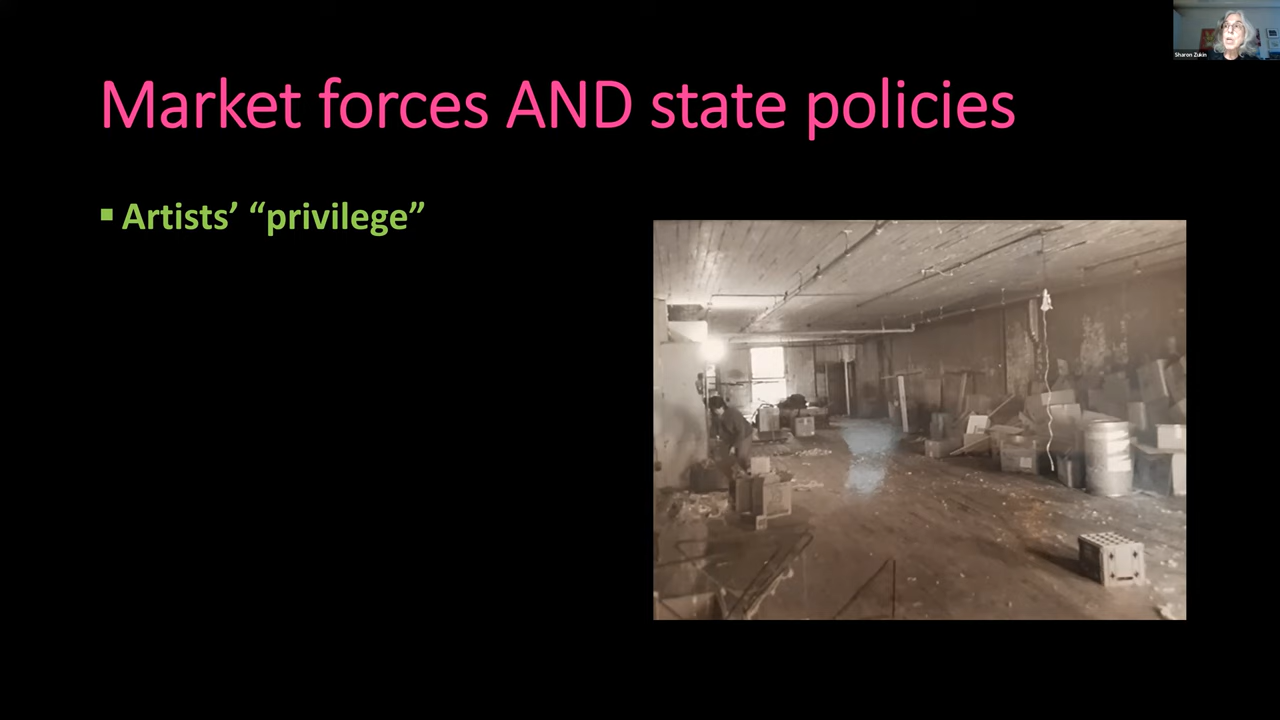 Sharon Zukin
Market forces AND state policies
▪ Artists’ “privilege”